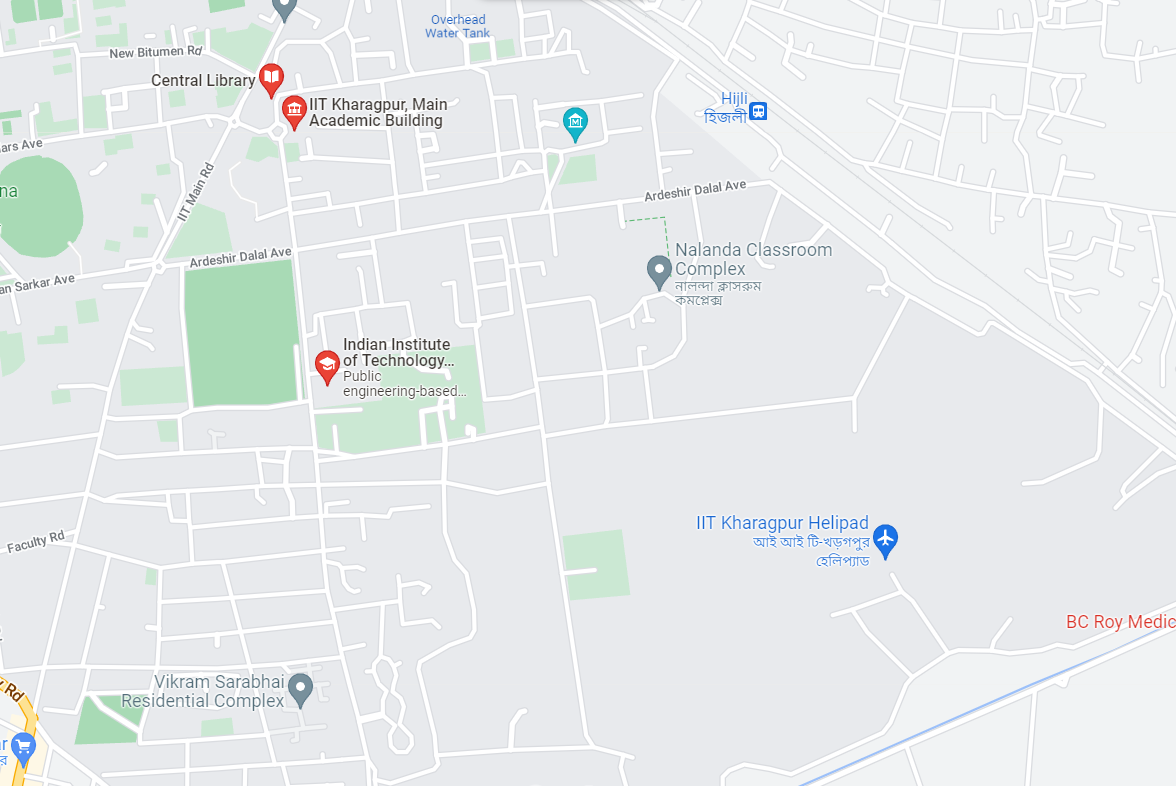 Overhead
Water Tank
New Bitumen Rd
Central Library
IIT Kharagpur, Main
Academic Building
Hijli
হিজলী
ars Ave
na
IIT Main Rd
Ardeshir Dalal Ave
Ardeshir Dalal Ave
Nalanda Classroom
Complex
নালন্দা ক্লাসরুম
কমপ্লেক্স
an Sarkar Ave
Indian Institute
of Technology...
Public
engineering-based...
IIT Kharagpur Helipad
আই আই টি-খড়গপুর
হেলিপ্যাড
Faculty Rd
BC Roy Medic
Vikram Sarabhai
Residential Complex
Rd
ar
র